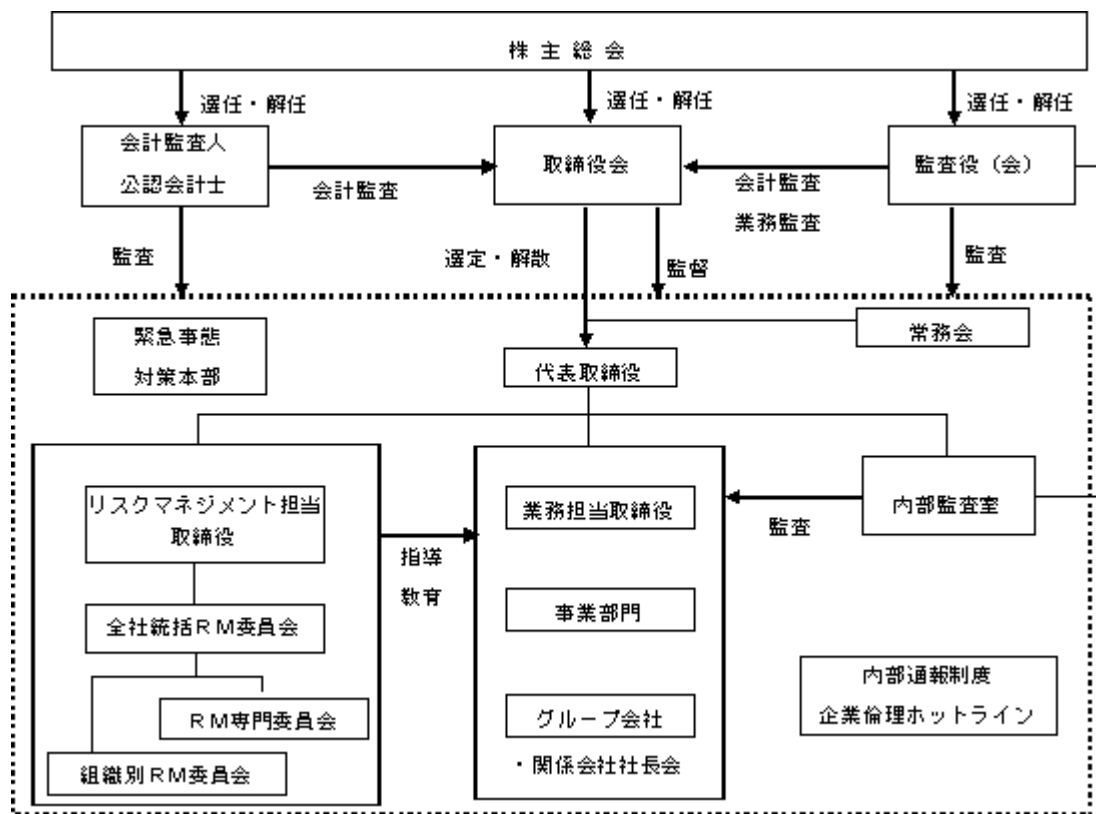 株 主 総 会
選任・解任
選任・解任
選任・解任
会計監査人
公認会計士
会計監査
取締役会
会計監査
業務監査
監査役（会）
監査
選定・解散
監督
監査
緊急事態
対策本部
常務会
代表取締役
リスクマネジメント担当
取締役
全社統括ＲＭ委員会
ＲＭ専門委員会
組織別ＲＭ委員会
指導
教育
業務担当取締役
事業部門
グループ会社
・関係会社社長会
監査
内部監査室
内部通報制度
企業倫理ホットライン